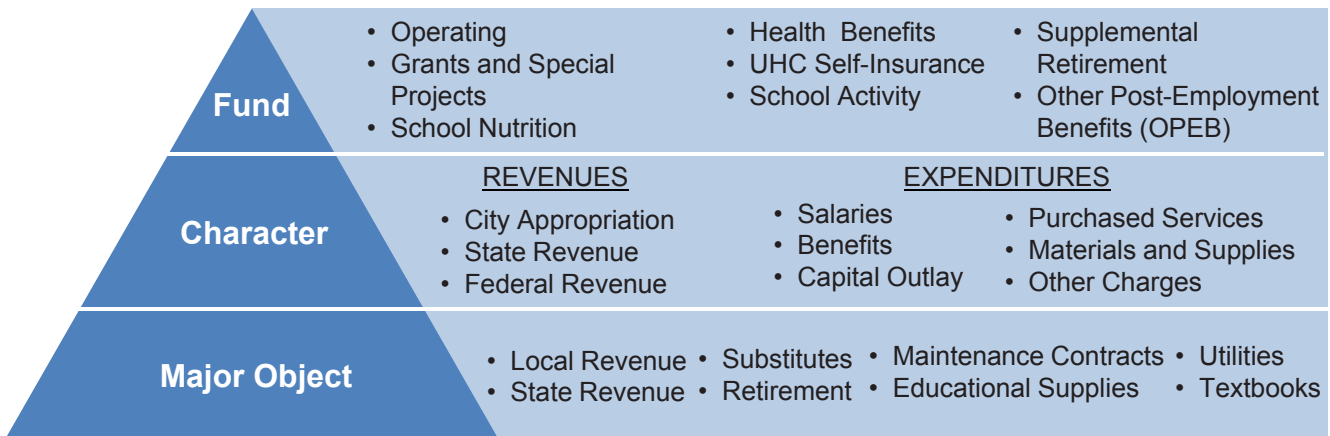 Fund
• Operating
• Grants and Special
Projects
• School Nutrition
• Health Benefits
• UHC Self-Insurance
• School Activity
• Supplemental
Retirement
• Other Post-Employment
Benefits (OPEB)
Character
REVENUES
• City Appropriation
• State Revenue
• Federal Revenue
EXPENDITURES
• Salaries
• Benefits
• Capital Outlay
• Purchased Services
• Materials and Supplies
• Other Charges
Major Object
• Local Revenue
• State Revenue
• Substitutes
• Retirement
• Maintenance Contracts
• Educational Supplies
• Utilities
• Textbooks